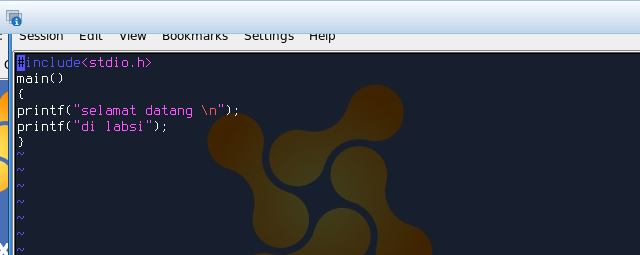 Session Edit View Bookmarks Settings Help
#include<stdio.h>
main()
{
printf("selamat datang \n");
printf("di labsi");
}
~
~
~
~
~
~
~